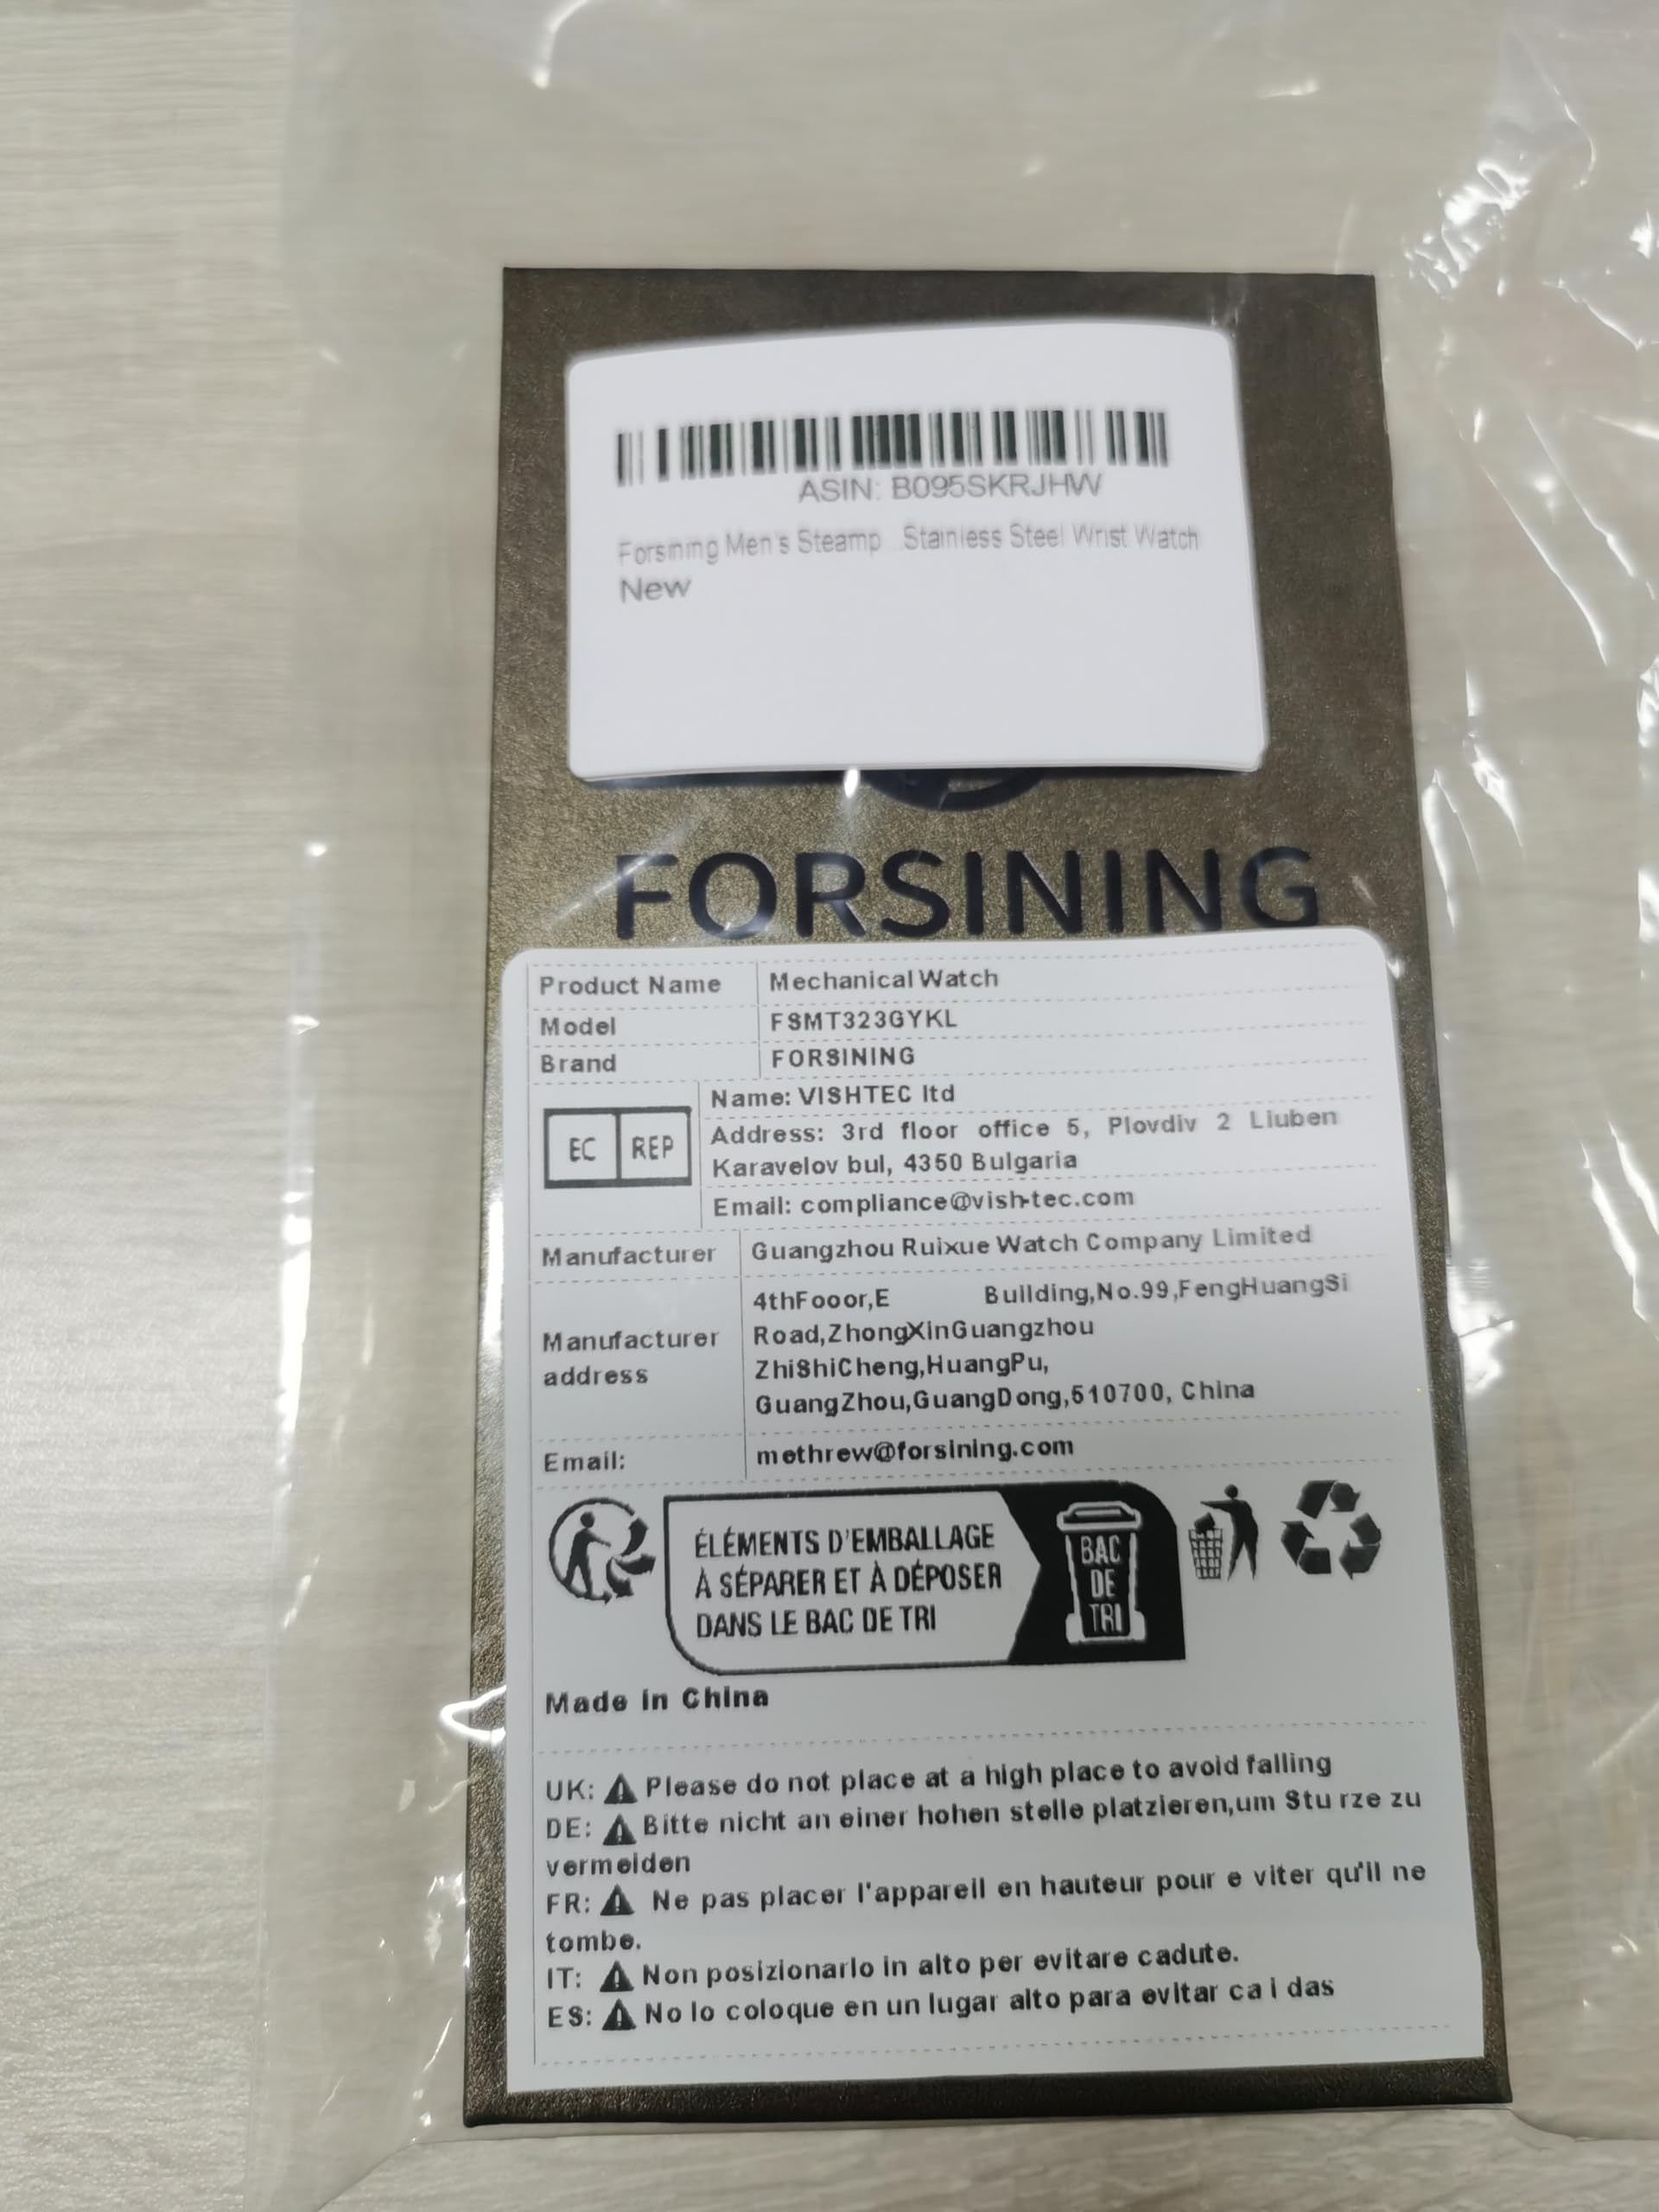 ASIN: B095SKRJHW
Forsining Men's Steamp...Stainless Steel Wrist Watch
New
FORSINING
Product Name Mechanical Watch
Model FSMT323GYKL
Brand FORSINING
EC REP
Name: VISHTEC ltd
Address: 3rd floor office 5, Plovdiv 2 Liuben
Karavelov bul, 4350 Bulgaria
Email: compliance@vish-tec.com
Manufacturer Guangzhou Ruixue Watch Company Limited
Manufacturer address
4thFooor,E Building,No.99,FengHuangSi
Road,ZhongXinGuangzhou
ZhiShiCheng,HuangPu,
GuangZhou,GuangDong,510700, China
Email: methrew@forsining.com
ÉLÉMENTS D'EMBALLAGE
À SÉPARER ET À DÉPOSER
DANS LE BAC DE TRI
BAC
DE
TRI
Made in China
UK: ⚠ Please do not place at a high place to avoid falling
DE: ⚠ Bitte nicht an einer hohen stelle platzieren,um Stu rze zu
vermeiden
FR: ⚠ Ne pas placer l'appareil en hauteur pour e viter qu'il ne
tombe.
IT: ⚠ Non posizionarlo in alto per evitare cadute.
ES: ⚠ No lo coloque en un lugar alto para evitar ca i das